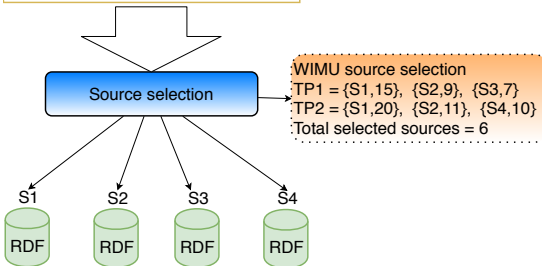 WIMU source selection
TP1 = {S1,15}, {S2,9}, {S3,7}
Source selection
TP2 = {S1,20}, {S2,11}, {S4,10}
Total selected sources = 6
S1 S2 S3 S4
RDF RDF RDF RDF